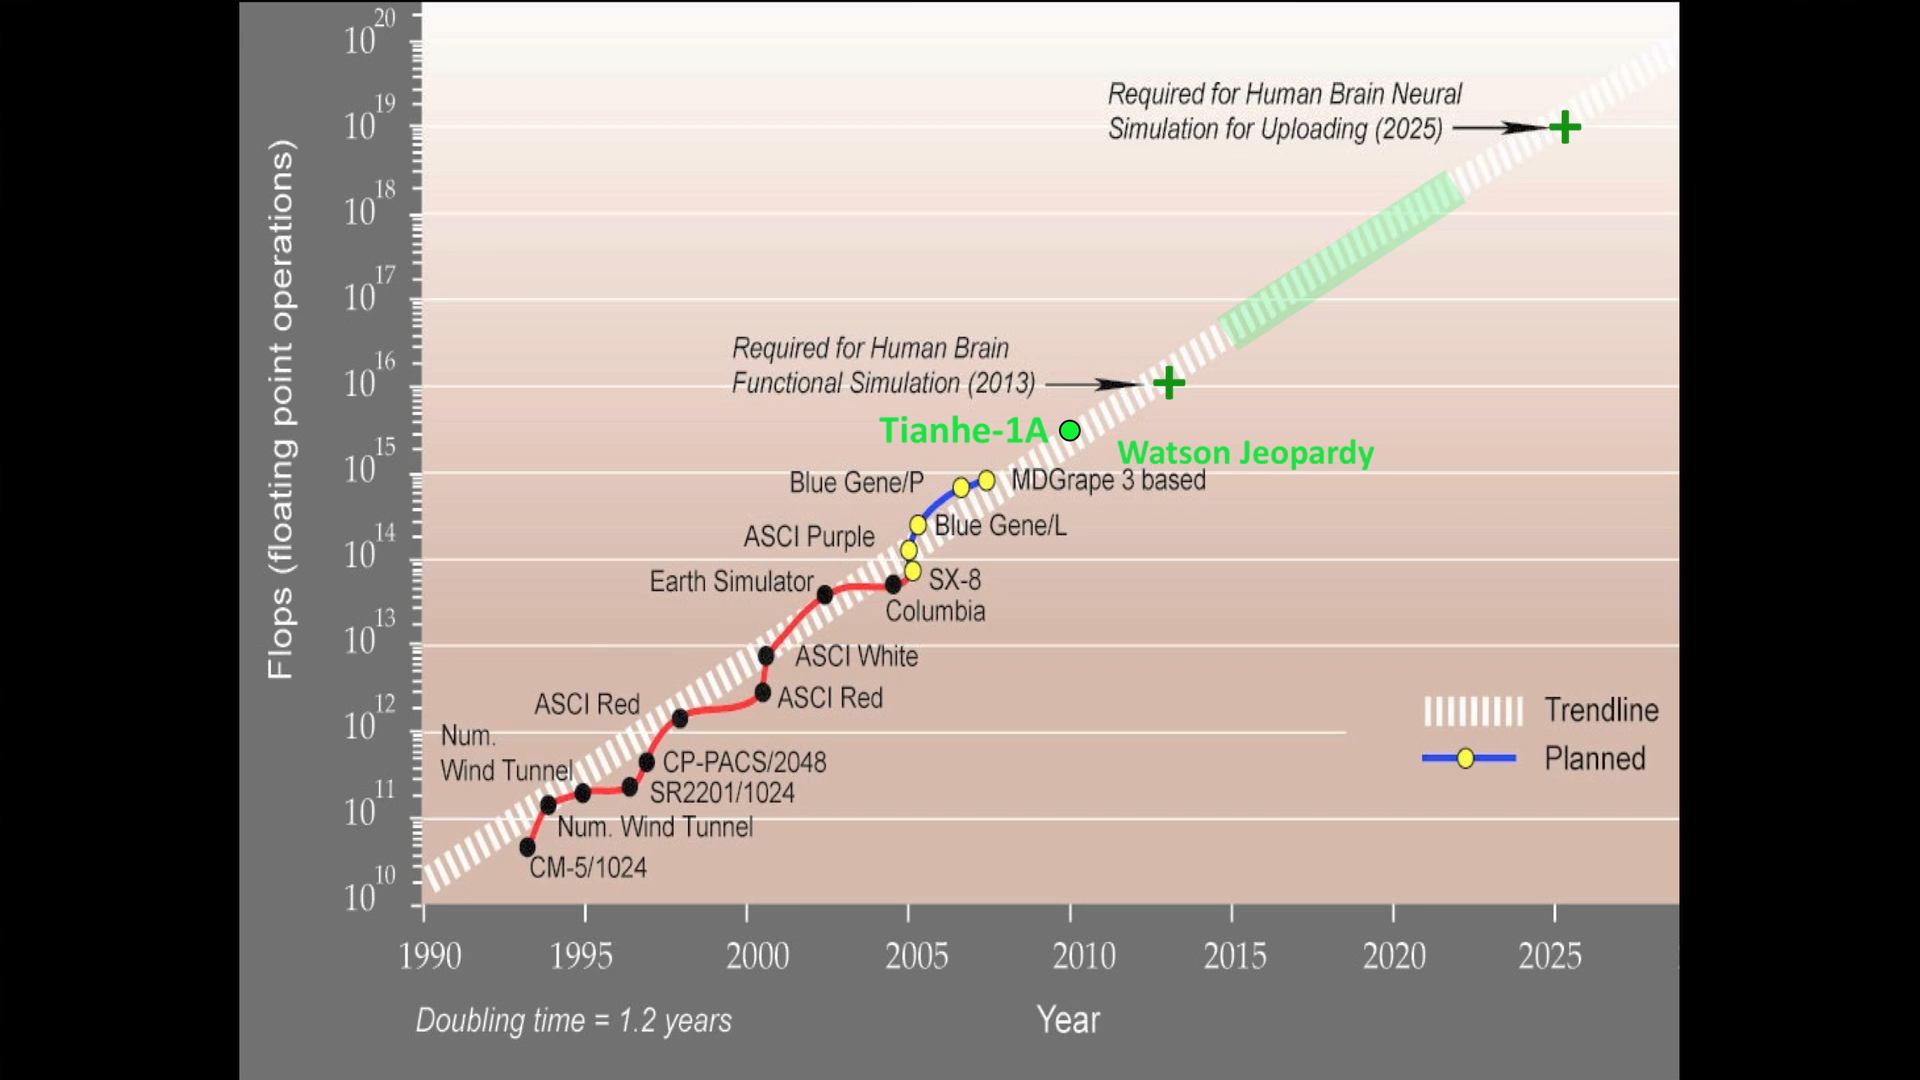 10^20
10^19
10^18
10^17
10^16
10^15
10^14
10^13
10^12
10^11
10^10
Flops (floating point operations)
Required for Human Brain Neural
Simulation for Uploading (2025)
Required for Human Brain
Functional Simulation (2013)
Tianhe-1A
Watson Jeopardy
Blue Gene/P
MDGrape 3 based
ASCI Purple
Blue Gene/L
Earth Simulator
SX-8
Columbia
ASCI White
ASCI Red
ASCI Red
Num.
Wind Tunnel
CP-PACS/2048
SR2201/1024
Num. Wind Tunnel
CM-5/1024
Trendline
Planned
1990 1995 2000 2005 2010 2015 2020 2025
Doubling time = 1.2 years
Year